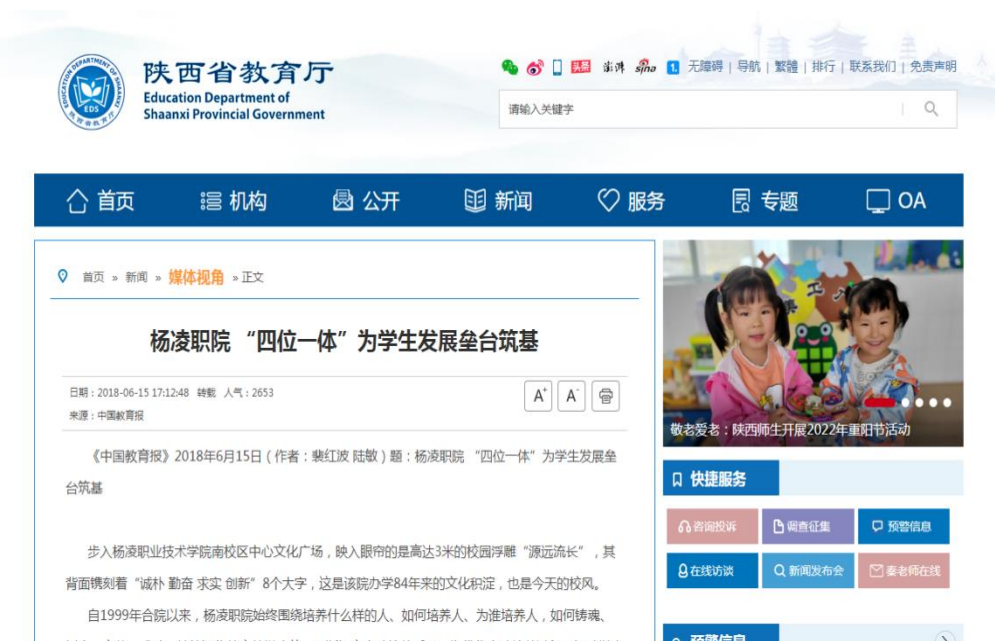 陕西省教育厅
Education Department of
Shaanxi Provincial Government
头条 澎湃 sina 无障碍 | 导航 | 繁體 | 排行 | 联系我们 | 免责声明
请输入关键字
首页 机构 公开 新闻 服务 专题 OA
首页 » 新闻 » 媒体视角 » 正文
杨凌职院 “四位一体”为学生发展垒台筑基
日期：2018-06-15 17:12:48 转载 人气：2653
来源：中国教育报
A+ A-
《中国教育报》2018年6月15日（作者：裴红波 陆敏）题：杨凌职院 “四位一体”为学生发展垒
台筑基
步入杨凌职业技术学院南校区中心文化广场，映入眼帘的是高达3米的校园浮雕“源远流长”，其
背面镌刻着“诚朴 勤奋 求实 创新”8个大字，这是该院办学84年来的文化积淀，也是今天的校风。
自1999年合院以来，杨凌职院始终围绕培养什么样的人、如何培养人、为谁培养人，如何铸魂、
敬老爱老：陕西师生开展2022年重阳节活动
快捷服务
咨询投诉 调查征集 预警信息
在线访谈 新闻发布会 秦老师在线
预警信息